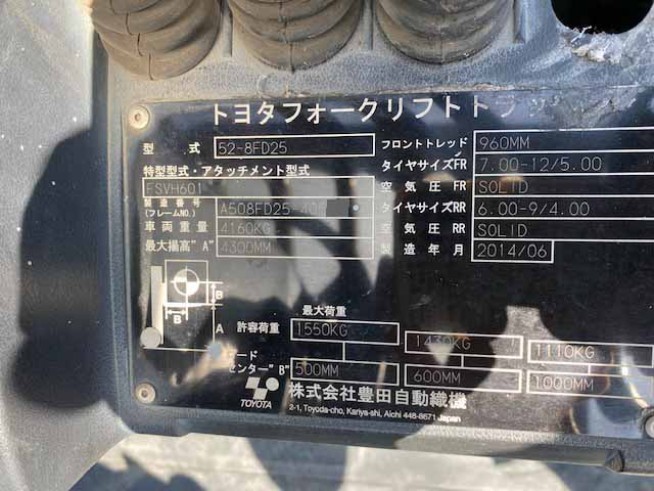 トヨタフォークリフトトラ
型 式 52-8FD25 フロントトレッド 960MM
特型型式・アタッチメント型式 タイヤサイズFR 7.00-12/5.00
FSVH601 空気圧 FR SOLID
製造番号 (フレームNO.) A508FD25- タイヤサイズRR 6.00-9/4.00
車両重量 4160KG 空気圧 RR SOLID
最大揚高"A" 4300MM 製造年月 2014/06
B
B
A
最大荷重
許容荷重 1550KG 1430KG 1110KG
ロード
センター"B" 500MM 600MM 1000MM
TOYOTA 株式会社豊田自動織機
2-1, Toyoda-cho, Kariya-shi, Aichi 448-8671 Japan